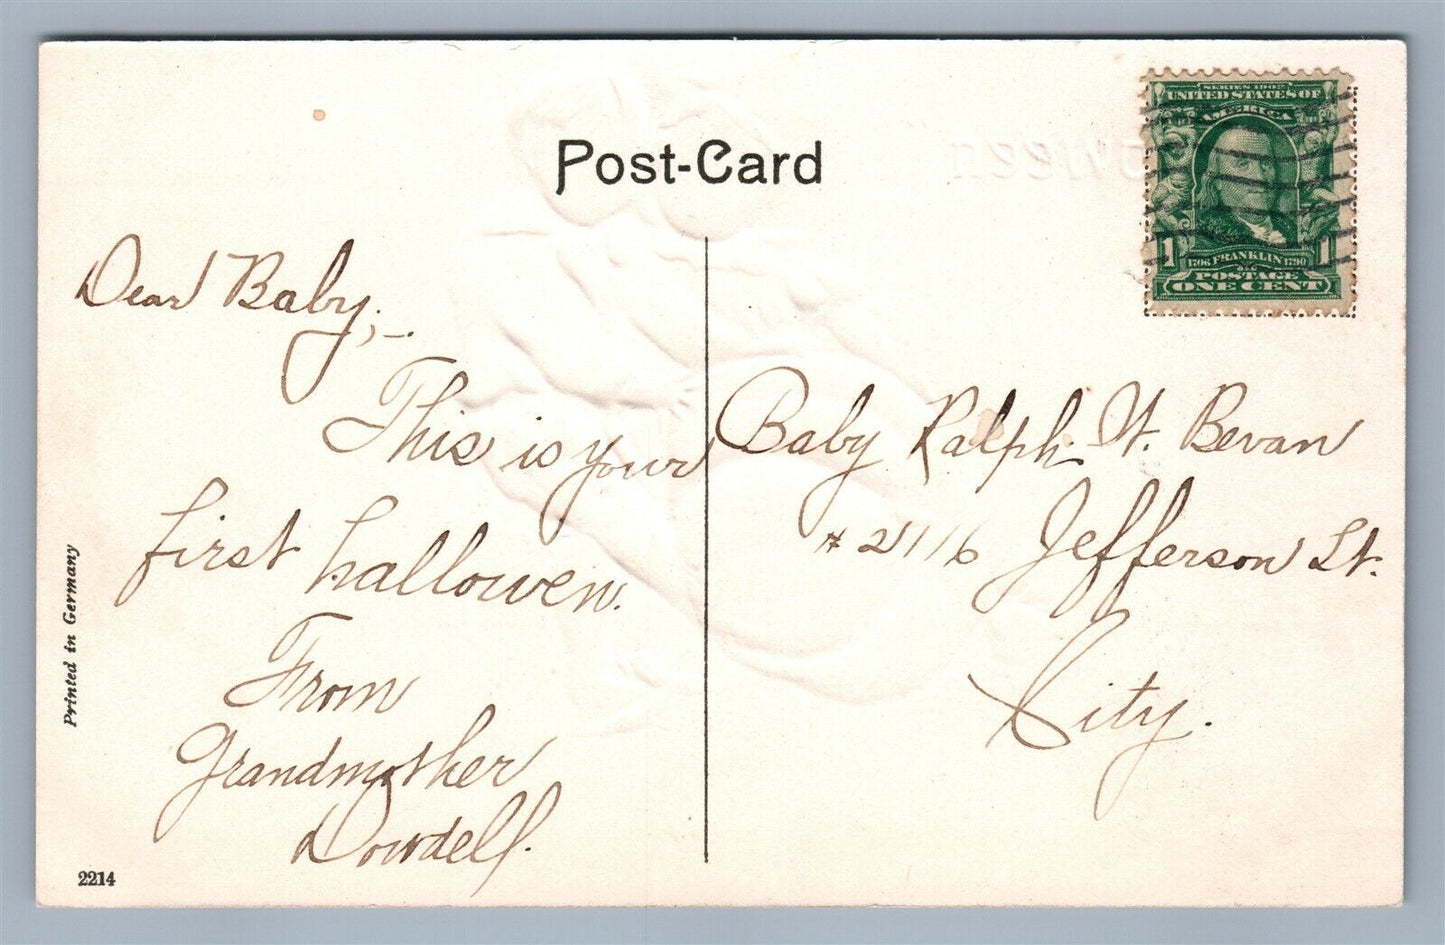 Post-Card
SERIES 1902
UNITED STATES OF
AMERICA
1 1706 FRANKLIN 1790 1
POSTAGE
ONE CENT
Dear Baby,—.
This is your
first hallowen.
From
Grandmother
Dowdell.
Baby Ralph W. Bevan
# 2116 Jefferson St.
City.
Printed in Germany
2214